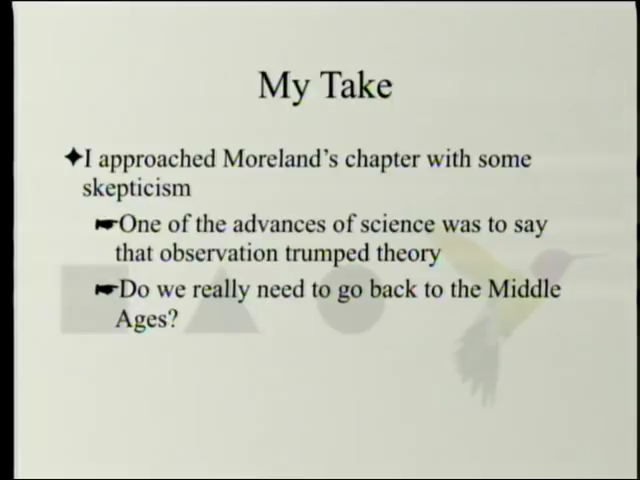 My Take
✦I approached Moreland's chapter with some
skepticism
☛One of the advances of science was to say
that observation trumped theory
☛Do we really need to go back to the Middle
Ages?